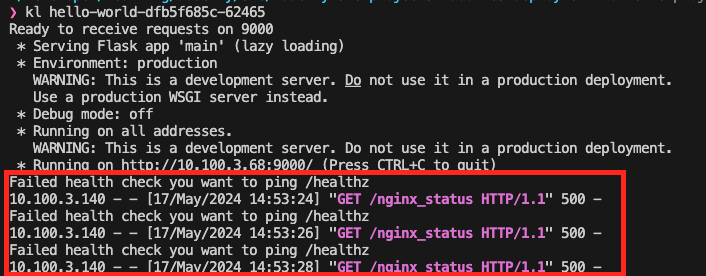 ❯ kl hello-world-dfb5f685c-62465
Ready to receive requests on 9000
 * Serving Flask app 'main' (lazy loading)
 * Environment: production
   WARNING: This is a development server. Do not use it in a production deployment.
   Use a production WSGI server instead.
 * Debug mode: off
 * Running on all addresses.
   WARNING: This is a development server. Do not use it in a production deployment.
 * Running on http://10.100.3.68:9000/ (Press CTRL+C to quit)
Failed health check you want to ping /healthz
10.100.3.140 - - [17/May/2024 14:53:24] "GET /nginx_status HTTP/1.1" 500 -
Failed health check you want to ping /healthz
10.100.3.140 - - [17/May/2024 14:53:26] "GET /nginx_status HTTP/1.1" 500 -
Failed health check you want to ping /healthz
10.100.3.140 - - [17/May/2024 14:53:28] "GET /nginx_status HTTP/1.1" 500 -